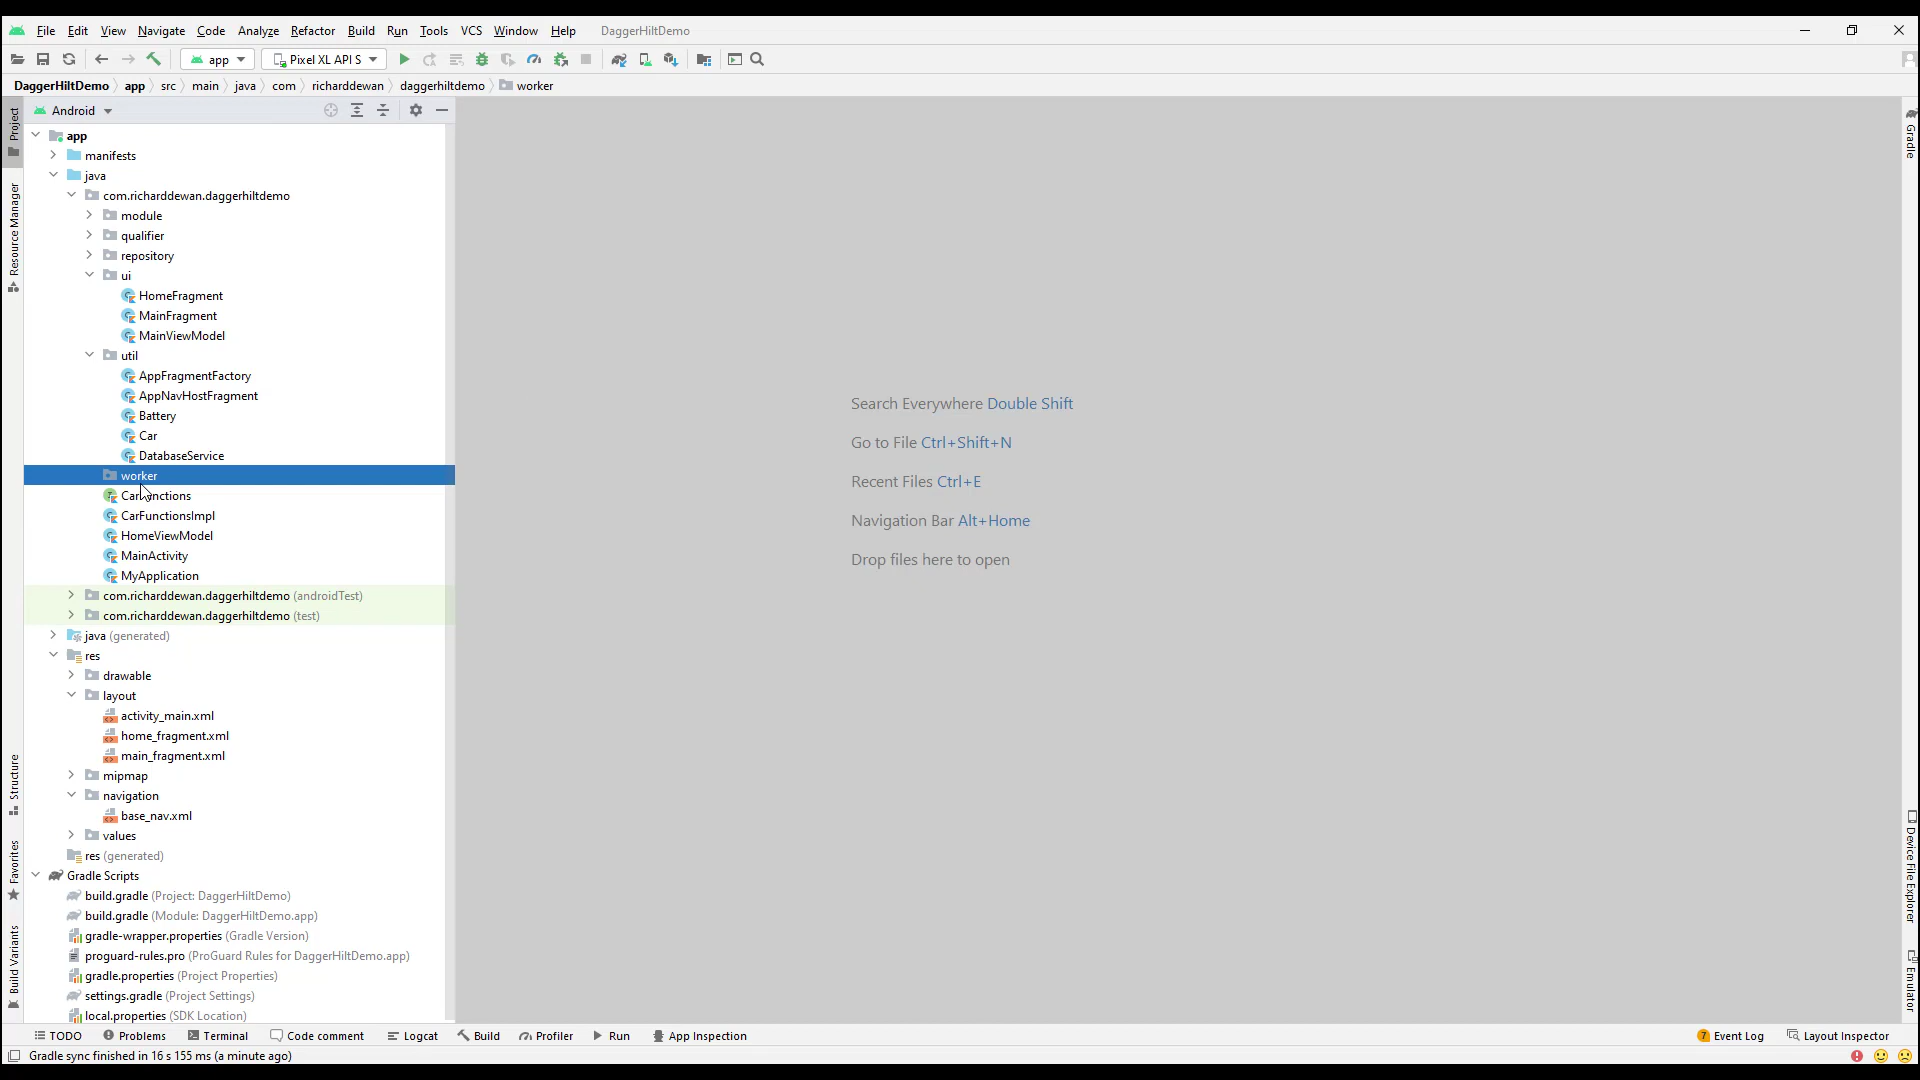 File Edit View Navigate Code Analyze Refactor Build Run Tools VCS Window Help DaggerHiltDemo
app Pixel XL API S
DaggerHiltDemo app src main java com richarddewan daggerhiltdemo worker
Android
app
manifests
java
com.richarddewan.daggerhiltdemo
module
qualifier
repository
ui
HomeFragment
MainFragment
MainViewModel
util
AppFragmentFactory
AppNavHostFragment
Battery
Car
DatabaseService
worker
CarFunctions
CarFunctionsImpl
HomeViewModel
MainActivity
MyApplication
com.richarddewan.daggerhiltdemo (androidTest)
com.richarddewan.daggerhiltdemo (test)
java (generated)
res
drawable
layout
activity_main.xml
home_fragment.xml
main_fragment.xml
mipmap
navigation
base_nav.xml
values
res (generated)
Gradle Scripts
build.gradle (Project: DaggerHiltDemo)
build.gradle (Module: DaggerHiltDemo.app)
gradle-wrapper.properties (Gradle Version)
proguard-rules.pro (ProGuard Rules for DaggerHiltDemo.app)
gradle.properties (Project Properties)
settings.gradle (Project Settings)
local.properties (SDK Location)
Project
Resource Manager
Structure
Favorites
Build Variants
Search Everywhere Double Shift
Go to File Ctrl+Shift+N
Recent Files Ctrl+E
Navigation Bar Alt+Home
Drop files here to open
Gradle
Device File Explorer
Emulator
TODO Problems Terminal Code comment Logcat Build Profiler Run App Inspection 7 Event Log Layout Inspector
Gradle sync finished in 16 s 155 ms (a minute ago)